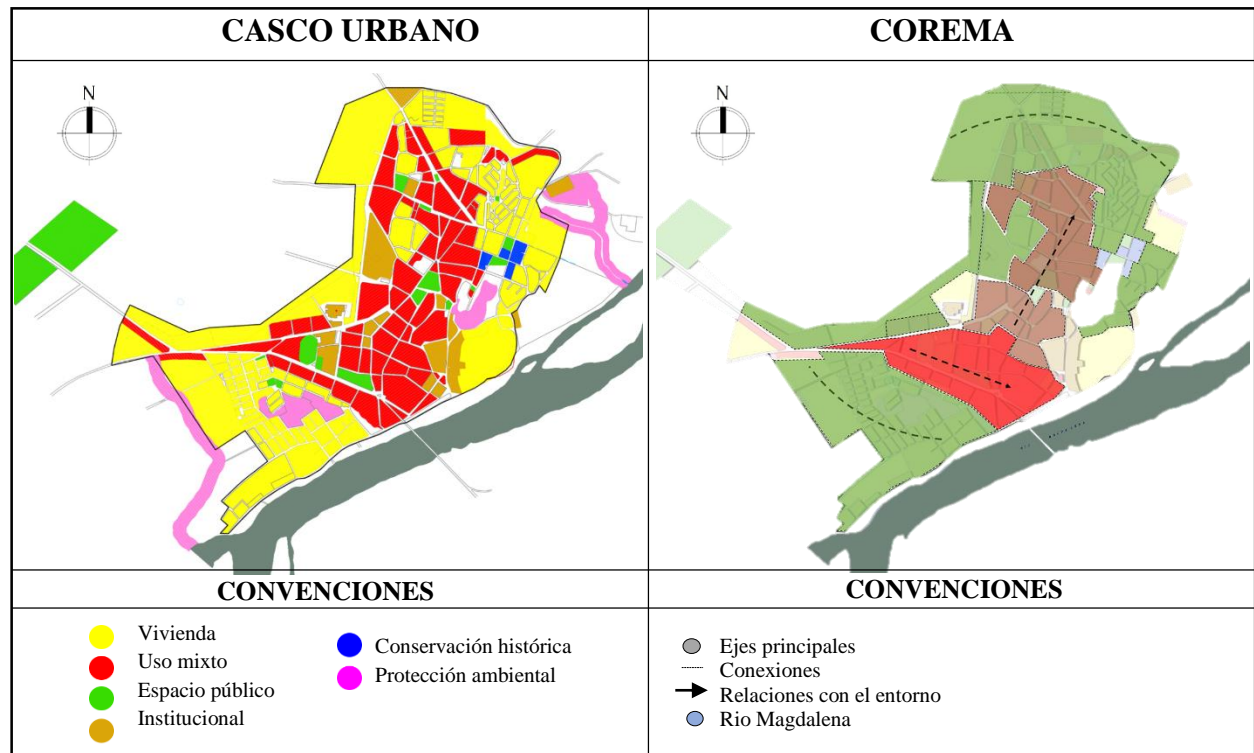 CASCO URBANO
COREMA
N
N
CONVENCIONES
CONVENCIONES
Vivienda
Uso mixto
Espacio público
Institucional
Conservación histórica
Protección ambiental
Ejes principales
Conexiones
Relaciones con el entorno
Rio Magdalena